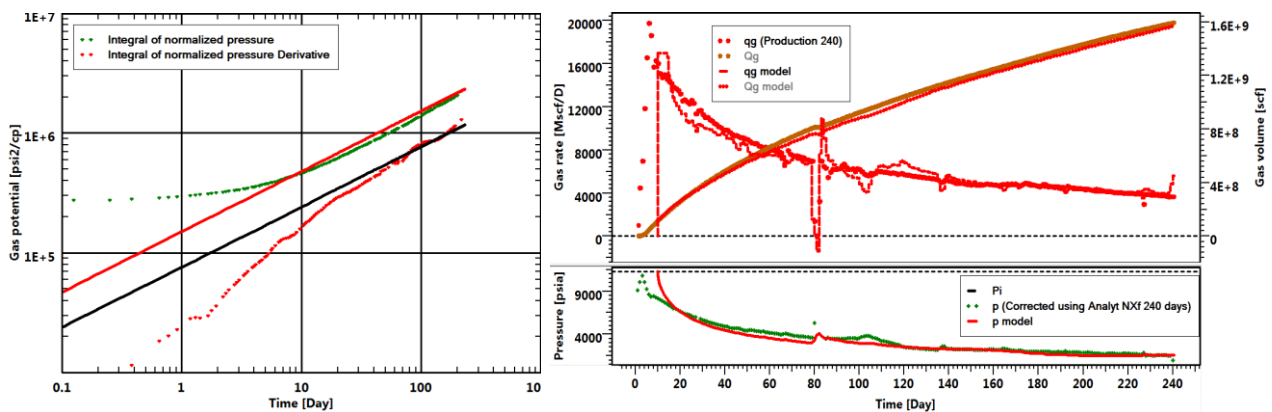 1E+7
Integral of normalized pressure
Integral of normalized pressure Derivative
Gas potential [psi2/cp]
1E+6
1E+5
0.1 1 10 100 10
Time [Day]
20000
16000
12000
8000
4000
0
Gas rate [Mscf/D]
qg (Production 240)
Qg
qg model
Qg model
1.6E+9
1.2E+9
8E+8
4E+8
0
Gas volume [scf]
9000
4000
Pressure [psia]
Pi
p (Corrected using Analyt NXf 240 days)
p model
0 20 40 60 80 100 120 140 160 180 200 220 240
Time [Day]